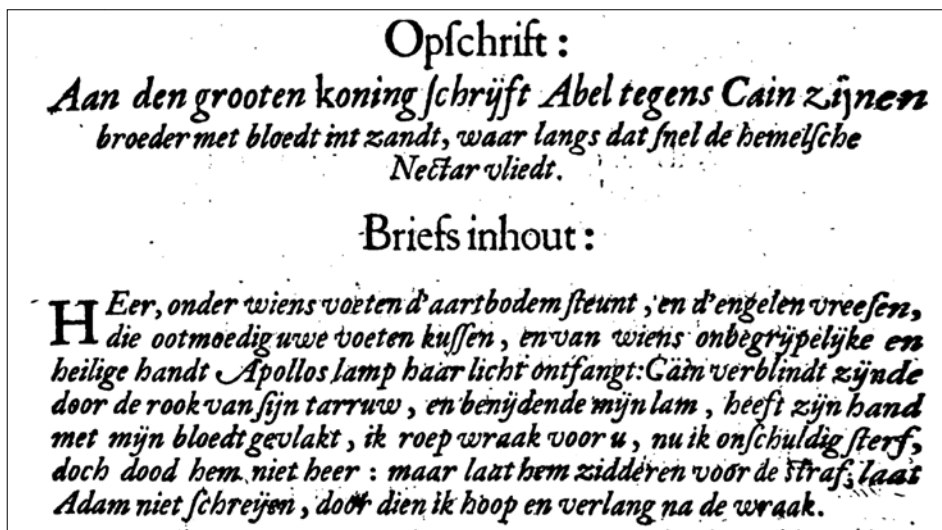 Opſchrift :
Aan den grooten koning ſchrijft Abel tegens Cain zijnen
broeder met bloedt int zandt, waar langs dat ſnel de hemelſche
Nectar vliedt.
Briefs inhout :
HEer, onder wiens voeten d'aartbodem ſteunt, en d'engelen vreeſen,
die ootmoedig uwe voeten kuſſen, en van wiens onbegrijpelijke en
heilige handt Apollos lamp haar licht ontfangt: Cain verblindt zijnde
door de rook van ſijn tarruw, en benijdende mijn lam, heeft zijn hand
met mijn bloedt gevlakt, ik roep wraak voor u, nu ik onſchuldig ſterf,
doch dood hem niet heer : maar laat hem zidderen voor de ſtraf; laat
Adam niet ſchreijen, door dien ik hoop en verlang na de wraak.